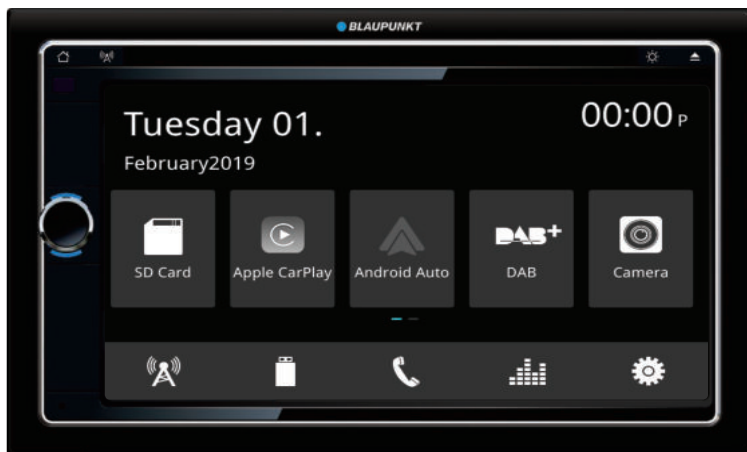 BLAUPUNKT
Tuesday 01.
00:00 P
February2019
SD Card
Apple CarPlay
Android Auto
DAB+
DAB
Camera